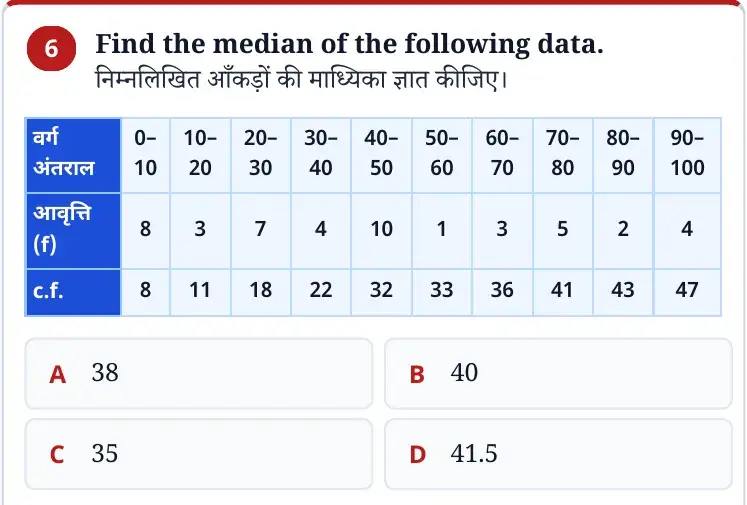 6 Find the median of the following data.
निम्नलिखित आँकड़ों की माध्यिका ज्ञात कीजिए।
वर्ग अंतराल 0–10 10–20 20–30 30–40 40–50 50–60 60–70 70–80 80–90 90–100
आवृत्ति (f) 8 3 7 4 10 1 3 5 2 4
c.f. 8 11 18 22 32 33 36 41 43 47
A 38 B 40
C 35 D 41.5